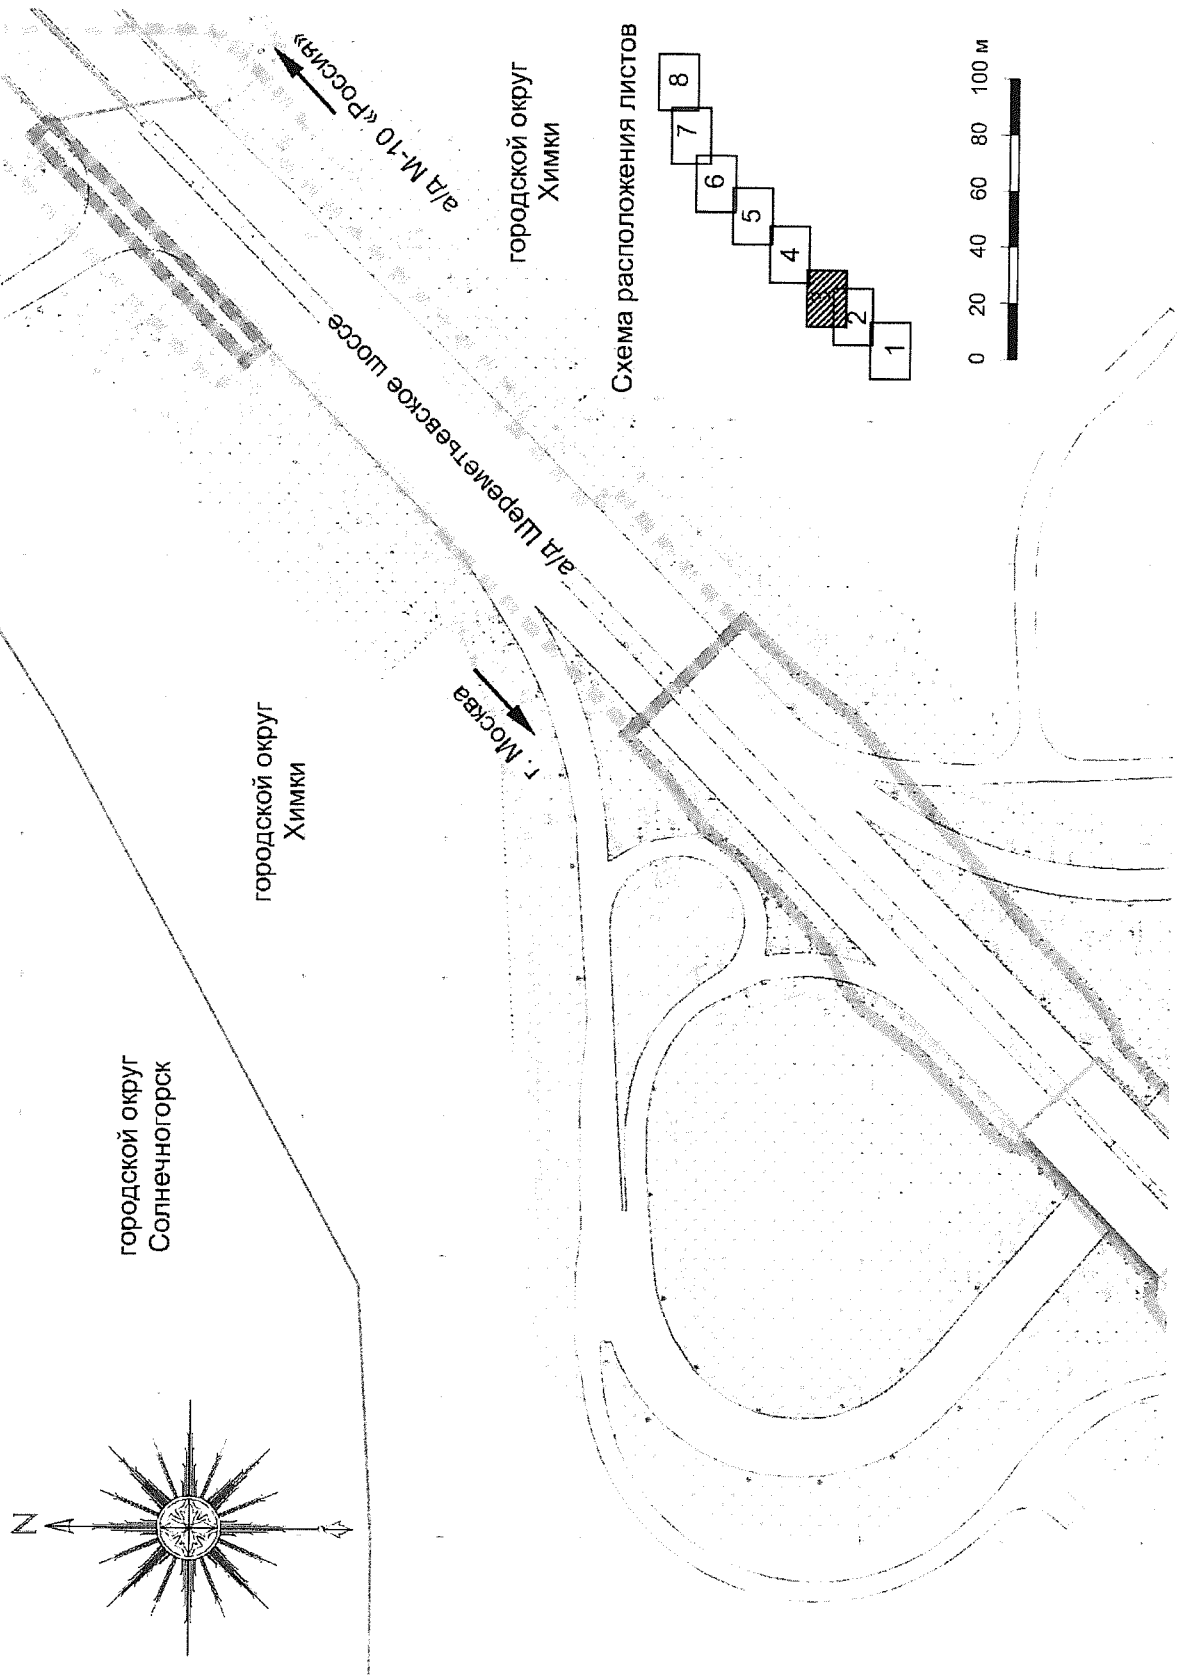 N
городской округ
Солнечногорск
городской округ
Химки
г. Москва
а/д Шереметьевское шоссе
а/д М-10 «Россия»
городской округ
Химки
Схема расположения листов
1
2
4
5
6
7
8
0 20 40 60 80 100 м